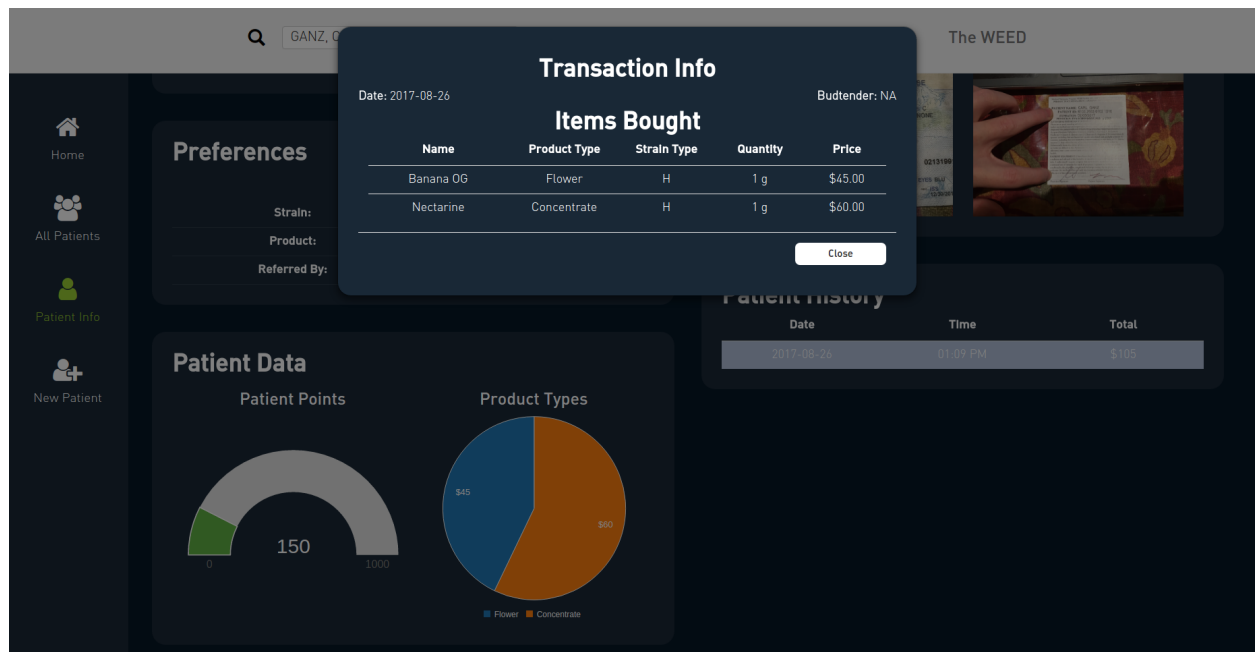 GANZ, C
The WEED
Transaction Info
Date: 2017-08-26 Budtender: NA
Items Bought
Name Product Type Strain Type Quantity Price
Banana OG Flower H 1 g $45.00
Nectarine Concentrate H 1 g $60.00
Close
Home
All Patients
Patient Info
New Patient
Preferences
Strain:
Product:
Referred By:
0213199
Patient History
Date Time Total
2017-08-26 01:09 PM $105
Patient Data
Patient Points Product Types
$45
$60
150
0 1000
Flower Concentrate